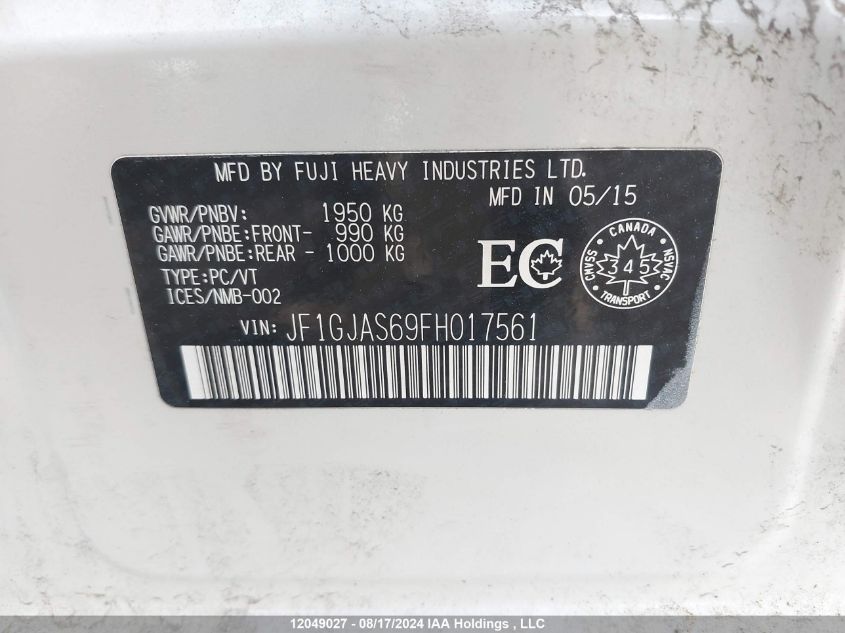 MFD BY FUJI HEAVY INDUSTRIES LTD.
MFD IN 05/15
GVWR/PNBV: 1950 KG
GAWR/PNBE:FRONT- 990 KG
GAWR/PNBE:REAR - 1000 KG
TYPE:PC/VT
ICES/NMB-002
EC
CANADA
SVAC NSVAC
345
TRANSPORT
VIN: JF1GJAS69FH017561
12049027 - 08/17/2024 IAA Holdings , LLC